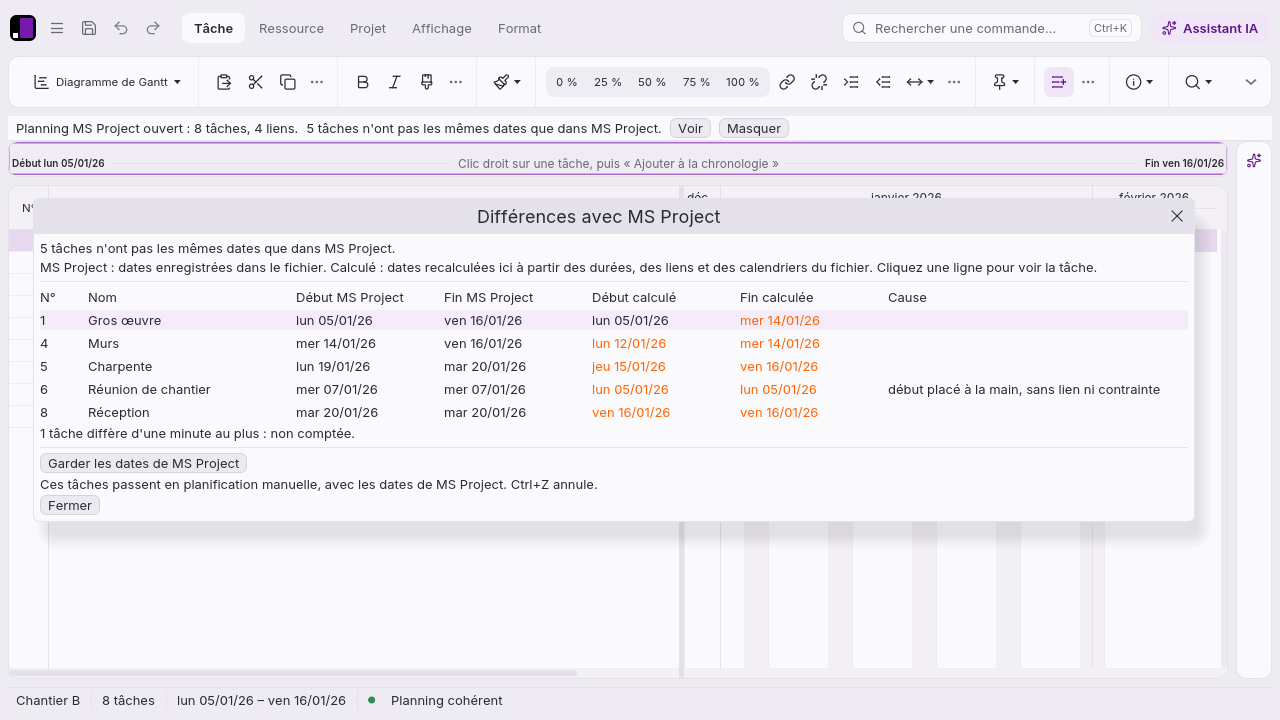 Tâche Ressource Projet Affichage Format Rechercher une commande... Ctrl+K Assistant IA
Diagramme de Gantt 0 % 25 % 50 % 75 % 100 %
Planning MS Project ouvert : 8 tâches, 4 liens. 5 tâches n'ont pas les mêmes dates que dans MS Project. Voir Masquer
Début lun 05/01/26 Clic droit sur une tâche, puis « Ajouter à la chronologie » Fin ven 16/01/26
déc. janvier 2026 février 2026
N°
Différences avec MS Project
5 tâches n'ont pas les mêmes dates que dans MS Project.
MS Project : dates enregistrées dans le fichier. Calculé : dates recalculées ici à partir des durées, des liens et des calendriers du fichier. Cliquez une ligne pour voir la tâche.
N° Nom Début MS Project Fin MS Project Début calculé Fin calculée Cause
1 Gros œuvre lun 05/01/26 ven 16/01/26 lun 05/01/26 mer 14/01/26
4 Murs mer 14/01/26 ven 16/01/26 lun 12/01/26 mer 14/01/26
5 Charpente lun 19/01/26 mar 20/01/26 jeu 15/01/26 ven 16/01/26
6 Réunion de chantier mer 07/01/26 mer 07/01/26 lun 05/01/26 lun 05/01/26 début placé à la main, sans lien ni contrainte
8 Réception mar 20/01/26 mar 20/01/26 ven 16/01/26 ven 16/01/26
1 tâche diffère d'une minute au plus : non comptée.
Garder les dates de MS Project
Ces tâches passent en planification manuelle, avec les dates de MS Project. Ctrl+Z annule.
Fermer
Chantier B 8 tâches lun 05/01/26 – ven 16/01/26 Planning cohérent